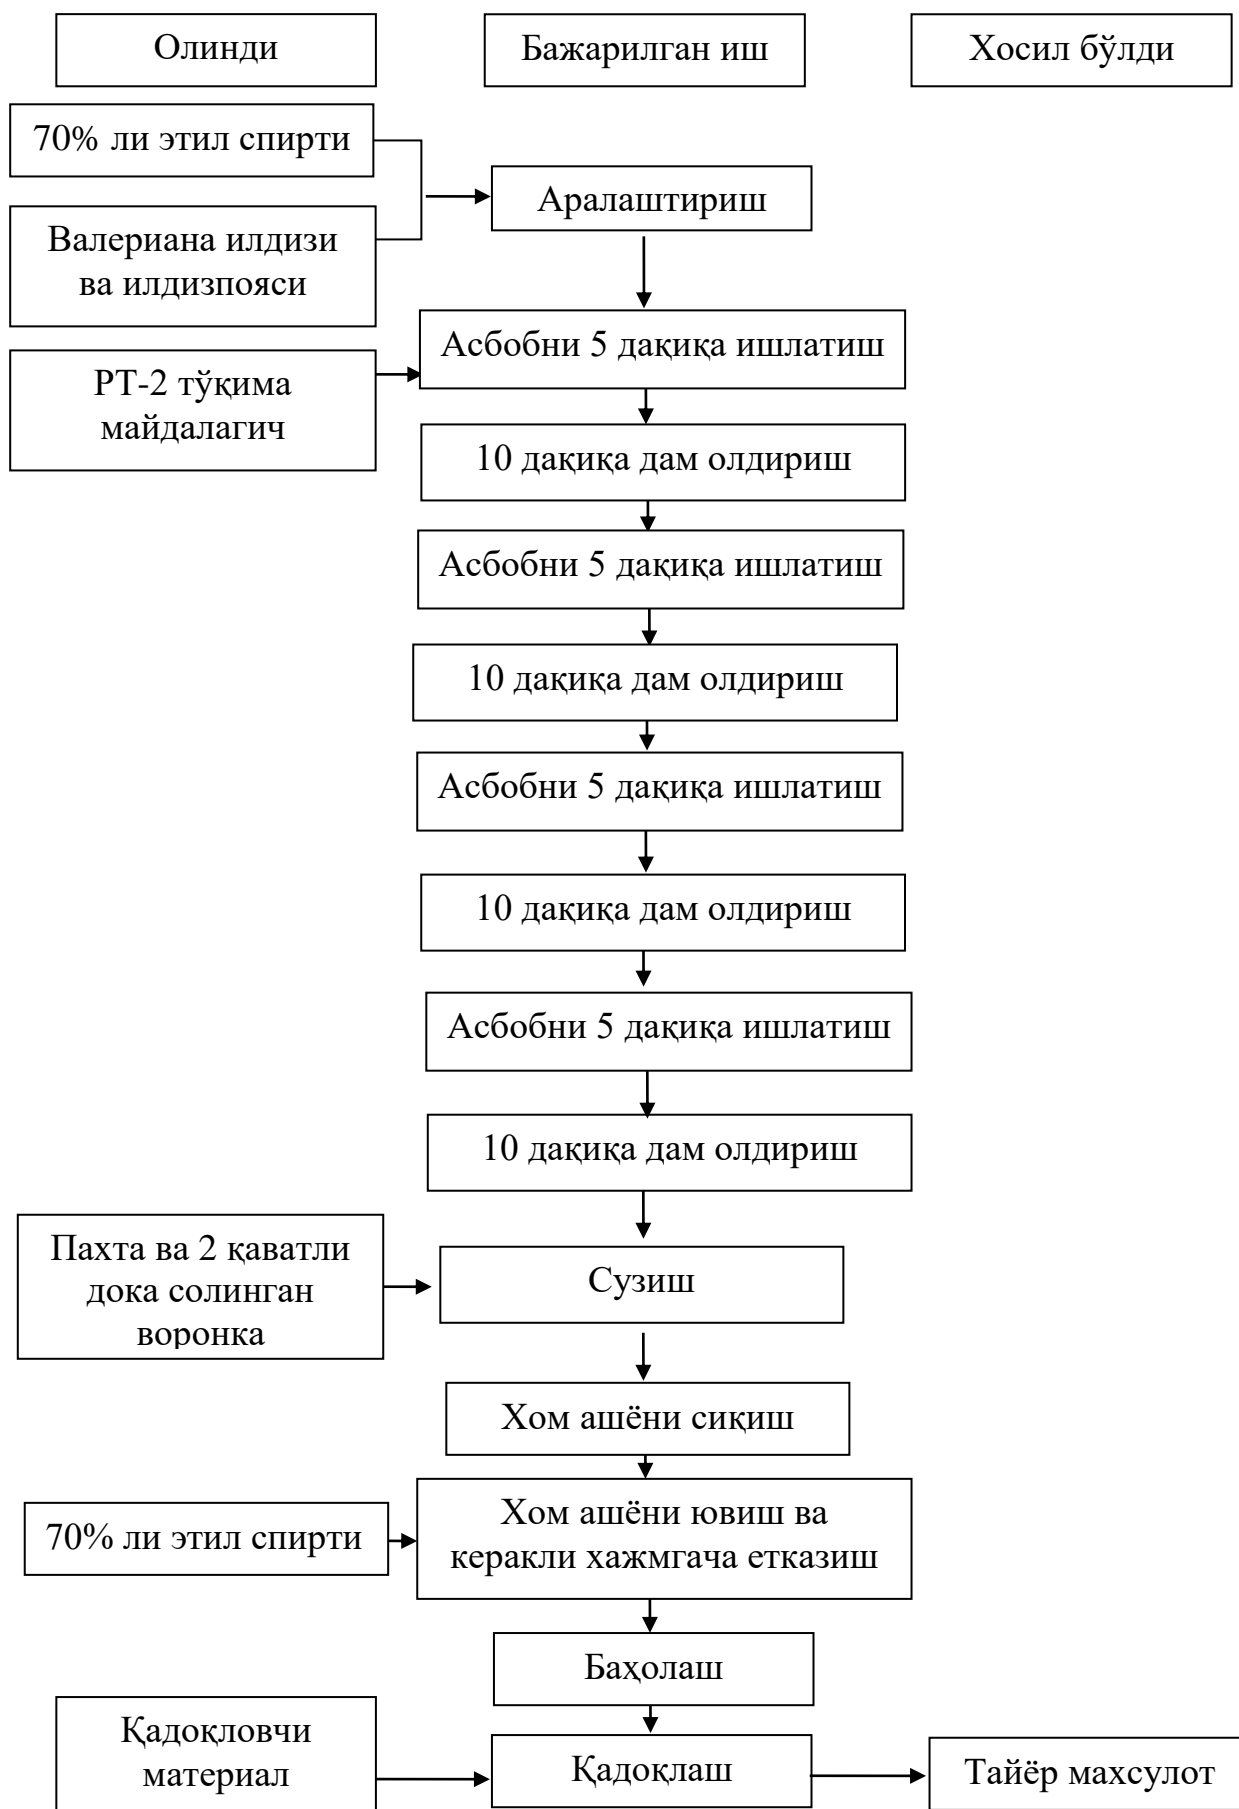 Олинди
Бажарилган иш
Хосил бўлди
70% ли этил спирти
Аралаштириш
Валериана илдизи
ва илдизпояси
Асбобни 5 дақиқа ишлатиш
РТ-2 тўқима
майдалагич
10 дақиқа дам олдириш
Асбобни 5 дақиқа ишлатиш
10 дақиқа дам олдириш
Асбобни 5 дақиқа ишлатиш
10 дақиқа дам олдириш
Асбобни 5 дақиқа ишлатиш
10 дақиқа дам олдириш
Пахта ва 2 қаватли
дока солинган
воронка
Сузиш
Хом ашёни сиқиш
70% ли этил спирти
Хом ашёни ювиш ва
керакли хажмгача етказиш
Баҳолаш
Қадоқловчи
материал
Қадоқлаш
Тайёр махсулот